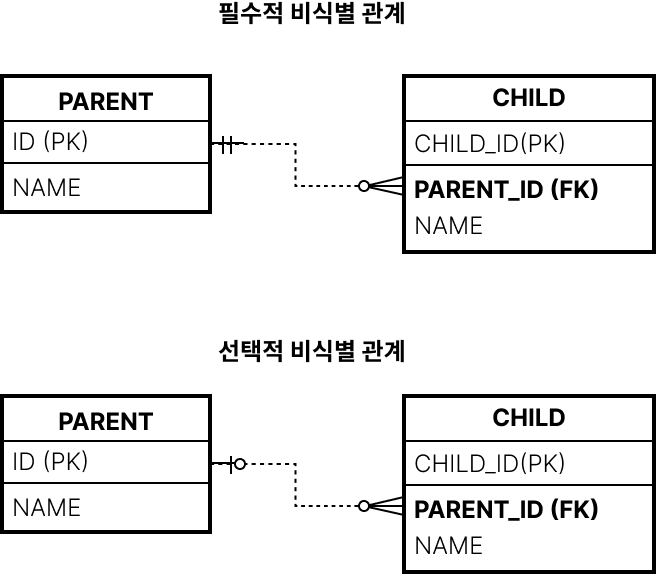 필수적 비식별 관계
PARENT
ID (PK)
NAME
CHILD
CHILD_ID(PK)
PARENT_ID (FK)
NAME
선택적 비식별 관계
PARENT
ID (PK)
NAME
CHILD
CHILD_ID(PK)
PARENT_ID (FK)
NAME